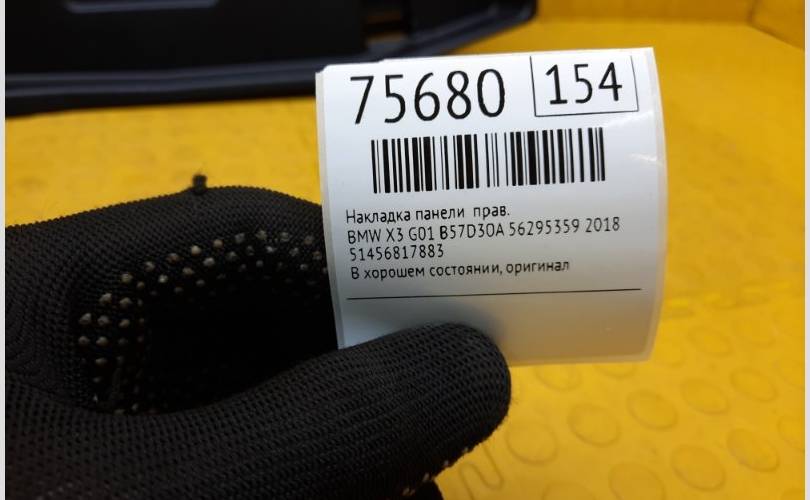 75680 154
Накладка панели прав.
BMW X3 G01 B57D30A 56295359 2018
51456817883
В хорошем состоянии, оригинал